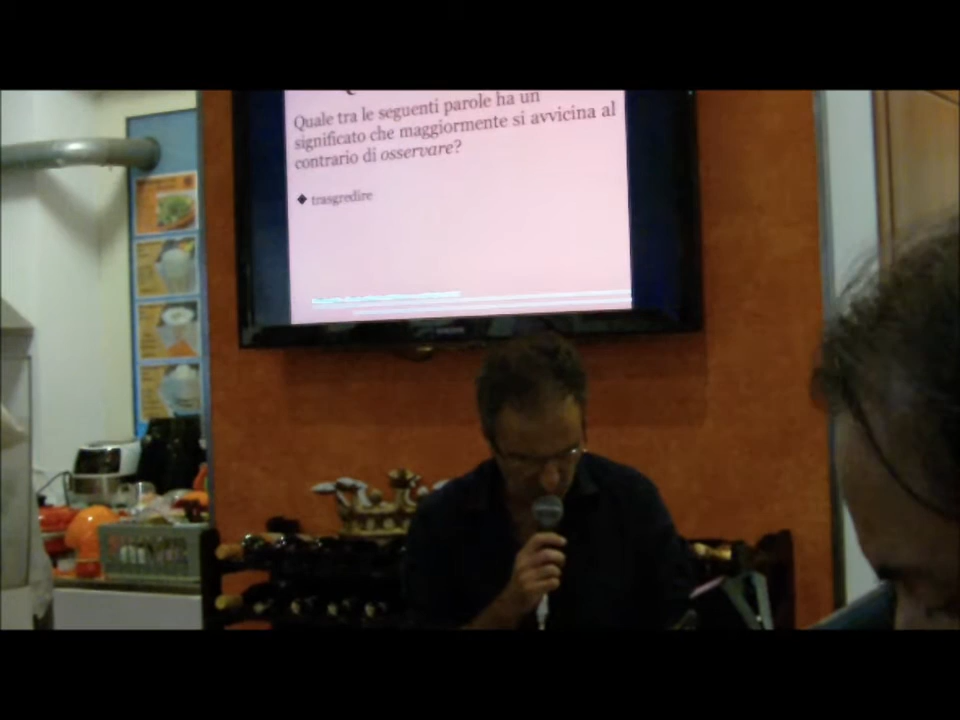 Quale tra le seguenti parole ha un
significato che maggiormente si avvicina al
contrario di osservare?
◆ trasgredire